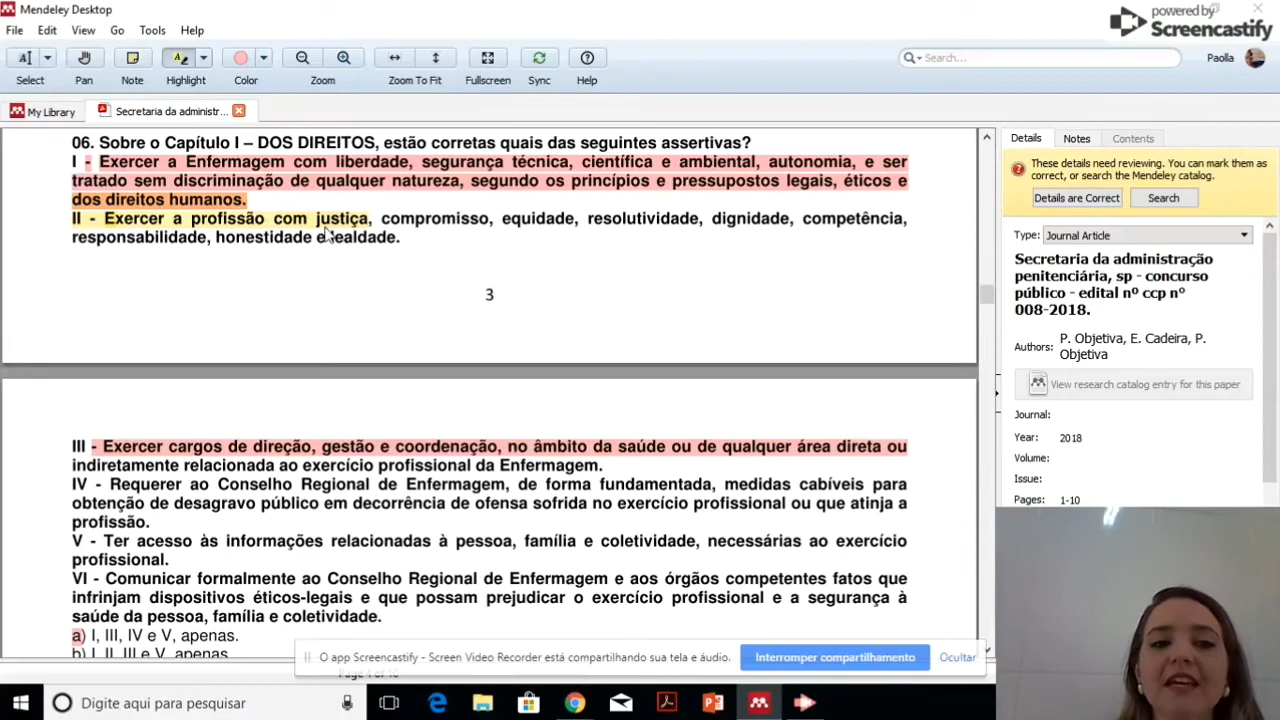 Mendeley Desktop
powered by
Screencastify
File Edit View Go Tools Help
Search...
Paolla
Select Pan Note Highlight Color Zoom Zoom To Fit Fullscreen Sync Help
My Library
Secretaria da administr...
06. Sobre o Capítulo I – DOS DIREITOS, estão corretas quais das seguintes assertivas?
I - Exercer a Enfermagem com liberdade, segurança técnica, científica e ambiental, autonomia, e ser
tratado sem discriminação de qualquer natureza, segundo os princípios e pressupostos legais, éticos e
dos direitos humanos.
II - Exercer a profissão com justiça, compromisso, equidade, resolutividade, dignidade, competência,
responsabilidade, honestidade e lealdade.
3
III - Exercer cargos de direção, gestão e coordenação, no âmbito da saúde ou de qualquer área direta ou
indiretamente relacionada ao exercício profissional da Enfermagem.
IV - Requerer ao Conselho Regional de Enfermagem, de forma fundamentada, medidas cabíveis para
obtenção de desagravo público em decorrência de ofensa sofrida no exercício profissional ou que atinja a
profissão.
V - Ter acesso às informações relacionadas à pessoa, família e coletividade, necessárias ao exercício
profissional.
VI - Comunicar formalmente ao Conselho Regional de Enfermagem e aos órgãos competentes fatos que
infrinjam dispositivos éticos-legais e que possam prejudicar o exercício profissional e a segurança à
saúde da pessoa, família e coletividade.
a) I, III, IV e V, apenas.
b) I, II, III e V, apenas.
Details Notes Contents
These details need reviewing. You can mark them as
correct, or search the Mendeley catalog.
Details are Correct
Search
Type: Journal Article
Secretaria da administração
penitenciária, sp - concurso
público - edital nº ccp nº
008-2018.
Authors: P. Objetiva, E. Cadeira, P.
Objetiva
View research catalog entry for this paper
Journal:
Year: 2018
Volume:
Issue:
Pages: 1-10
O app Screencastify - Screen Video Recorder está compartilhando sua tela e áudio.
Interromper compartilhamento
Ocultar
Digite aqui para pesquisar